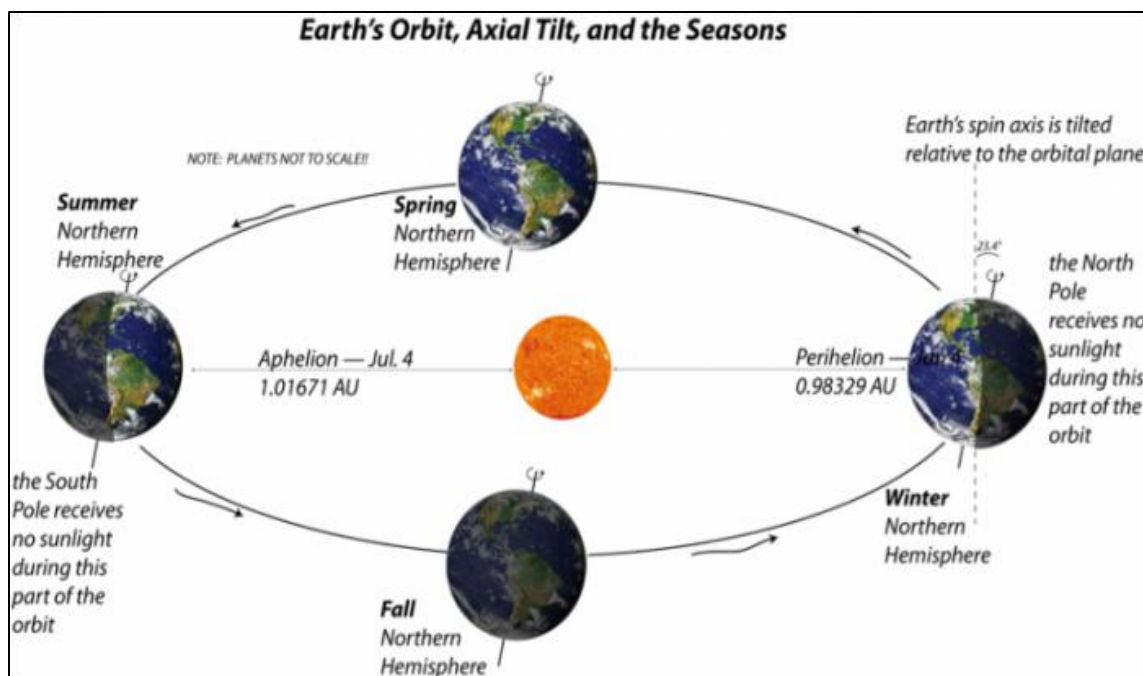 Earth's Orbit, Axial Tilt, and the Seasons
NOTE: PLANETS NOT TO SCALE!!
Earth's spin axis is tilted
relative to the orbital plane
Summer
Northern
Hemisphere
Spring
Northern
Hemisphere
23.4°
the North
Pole
receives no
sunlight
during this
part of the
orbit
Aphelion — Jul. 4
1.01671 AU
Perihelion — 4
0.98329 AU
the South
Pole receives
no sunlight
during this
part of the
orbit
Winter
Northern
Hemisphere
Fall
Northern
Hemisphere